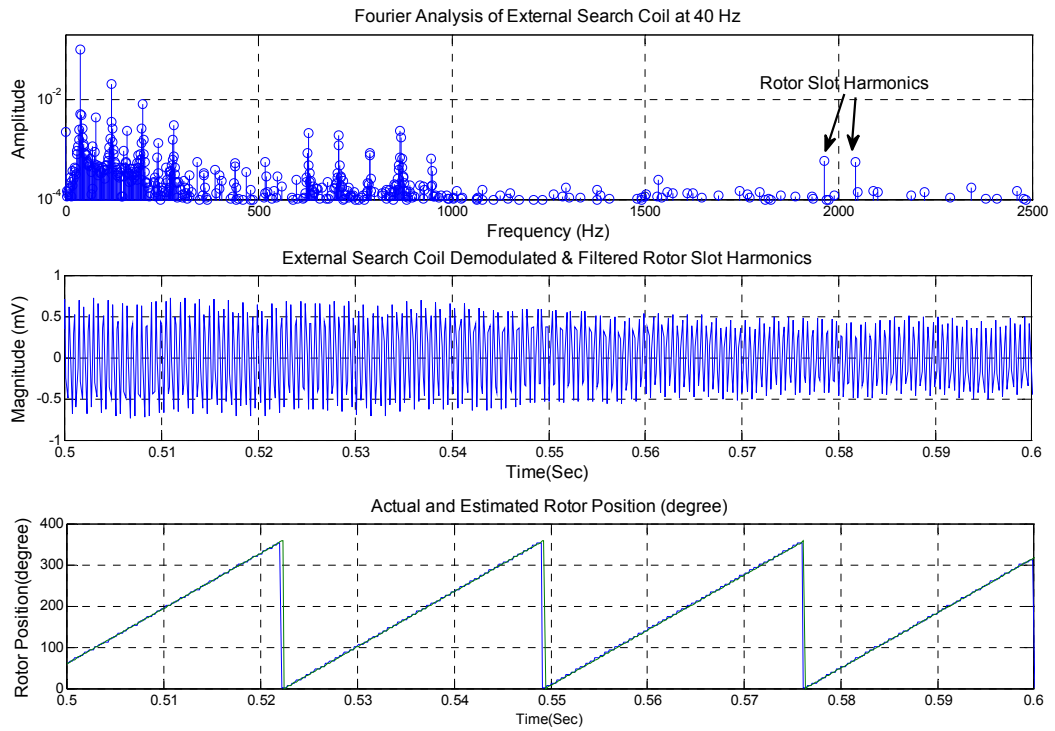 Fourier Analysis of External Search Coil at 40 Hz
Amplitude
10^-2
10^-4
Rotor Slot Harmonics
0 500 1000 1500 2000 2500
Frequency (Hz)
External Search Coil Demodulated & Filtered Rotor Slot Harmonics
Magnitude (mV)
1
0.5
0
-0.5
-1
0.5 0.51 0.52 0.53 0.54 0.55 0.56 0.57 0.58 0.59 0.6
Time(Sec)
Actual and Estimated Rotor Position (degree)
Rotor Position(degree)
400
300
200
100
0
0.5 0.51 0.52 0.53 0.54 0.55 0.56 0.57 0.58 0.59 0.6
Time(Sec)